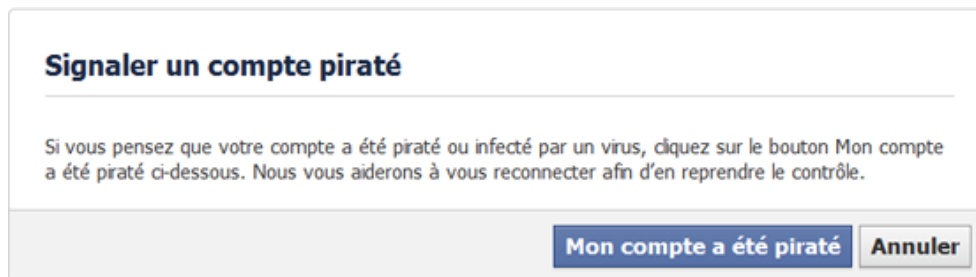 Signaler un compte piraté
Si vous pensez que votre compte a été piraté ou infecté par un virus, cliquez sur le bouton Mon compte
a été piraté ci-dessous. Nous vous aiderons à vous reconnecter afin d'en reprendre le contrôle.
Mon compte a été piraté Annuler